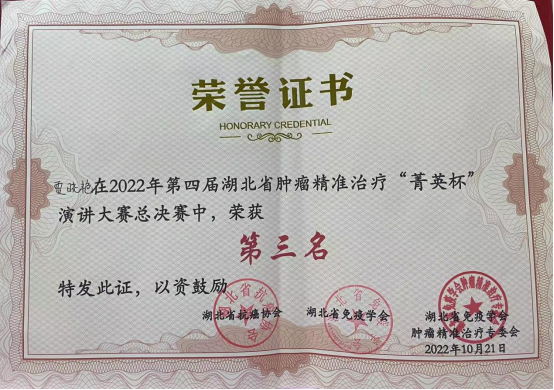 荣誉证书
HONORARY CREDENTIAL
贾晓艳在2022年第四届湖北省肿瘤精准治疗“菁英杯”
演讲大赛总决赛中，荣获
第三名
特发此证，以资鼓励
湖北省抗癌协会
湖北省免疫学会
湖北省免疫学会
肿瘤精准治疗专委会
2022年10月21日